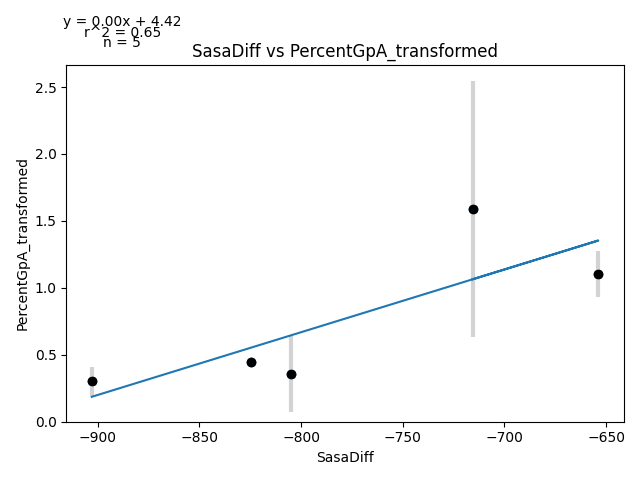 y = 0.00x + 4.42
r^2 = 0.65
n = 5
SasaDiff vs PercentGpA_transformed
PercentGpA_transformed
2.5
2.0
1.5
1.0
0.5
0.0
−900
−850
−800
−750
−700
−650
SasaDiff